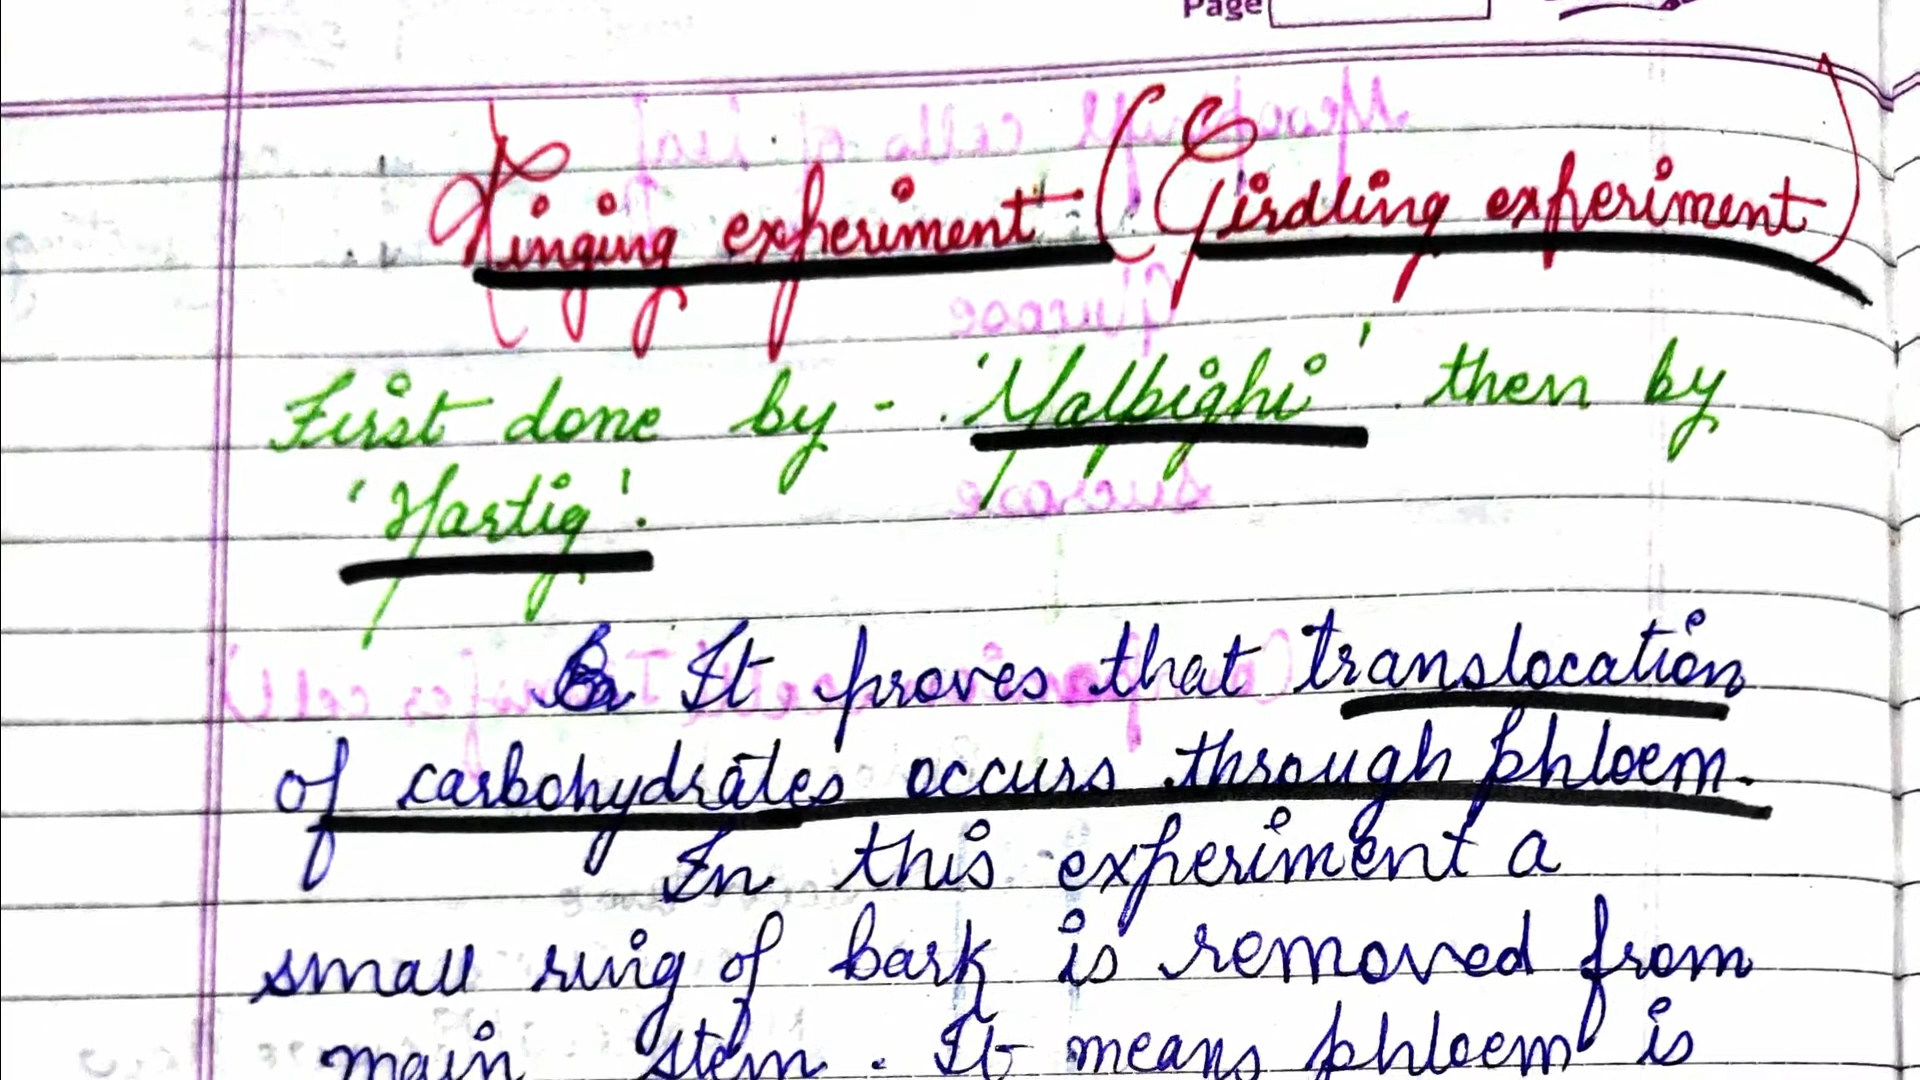 Page
Ringing experiment - (Girdling experiment)
First done by - 'Malpighi' then by
'Hartig'.
It proves that translocation
of carbohydrates occurs through phloem.
In this experiment a
small ring of bark is removed from
main stem. It means phloem is